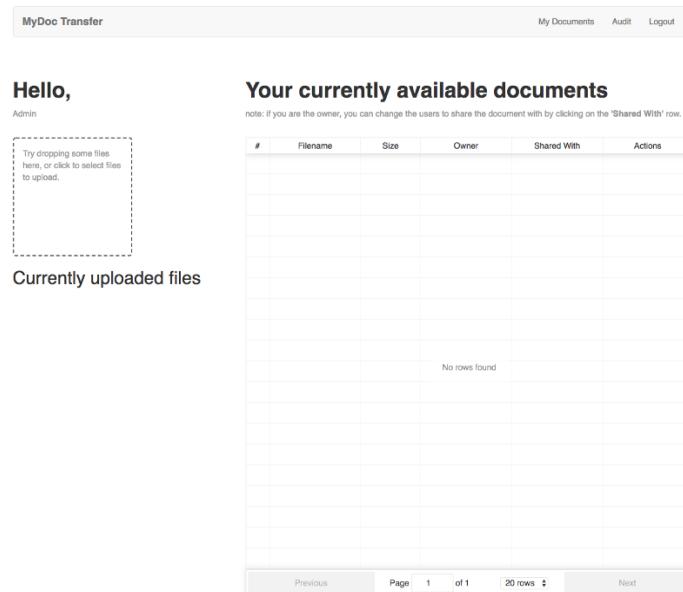 MyDoc Transfer
My Documents Audit Logout
Hello,
Admin
Try dropping some files
here, or click to select files
to upload.
Currently uploaded files
Your currently available documents
note: if you are the owner, you can change the users to share the document with by clicking on the 'Shared With' row.
# Filename Size Owner Shared With Actions
No rows found
Previous Page 1 of 1 20 rows Next